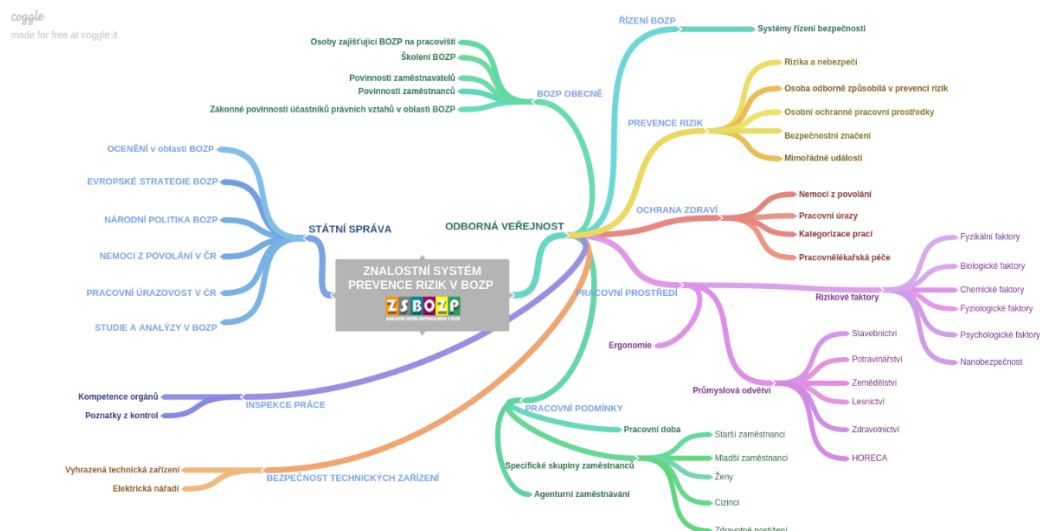 coggle
made for free at coggle.it
ŘÍZENÍ BOZP
Systémy řízení bezpečnosti
Osoby zajišťující BOZP na pracovišti
Školení BOZP
Povinnosti zaměstnavatelů
Povinnosti zaměstnanců
Zákonné povinnosti účastníků právních vztahů v oblasti BOZP
BOZP OBECNĚ
Rizika a nebezpečí
Osoba odborně způsobilá v prevenci rizik
Osobní ochranné pracovní prostředky
Bezpečnostní značení
Mimořádné události
PREVENCE RIZIK
OCENĚNÍ v oblasti BOZP
EVROPSKÉ STRATEGIE BOZP
NÁRODNÍ POLITIKA BOZP
NEMOCI Z POVOLÁNÍ V ČR
PRACOVNÍ ÚRAZOVOST V ČR
STUDIE A ANALÝZY V BOZP
STÁTNÍ SPRÁVA
ODBORNÁ VEŘEJNOST
OCHRANA ZDRAVÍ
Nemoci z povolání
Pracovní úrazy
Kategorizace prací
Pracovnělékařská péče
ZNALOSTNÍ SYSTÉM
PREVENCE RIZIK V BOZP
ZSBOZP
PRACOVNÍ PROSTŘEDÍ
Rizikové faktory
Fyzikální faktory
Biologické faktory
Chemické faktory
Fyziologické faktory
Psychologické faktory
Nanobezpečnost
Ergonomie
Průmyslová odvětví
Stavebnictví
Potravinářství
Zemědělství
Lesnictví
Zdravotnictví
HORECA
Kompetence orgánů
Poznatky z kontrol
INSPEKCE PRÁCE
PRACOVNÍ PODMÍNKY
Pracovní doba
Specifické skupiny zaměstnanců
Starší zaměstnanci
Mladší zaměstnanci
Ženy
Cizinci
Zdravotně postižení
Agenturní zaměstnávání
Vyhrazená technická zařízení
Elektrická nářadí
BEZPEČNOST TECHNICKÝCH ZAŘÍZENÍ